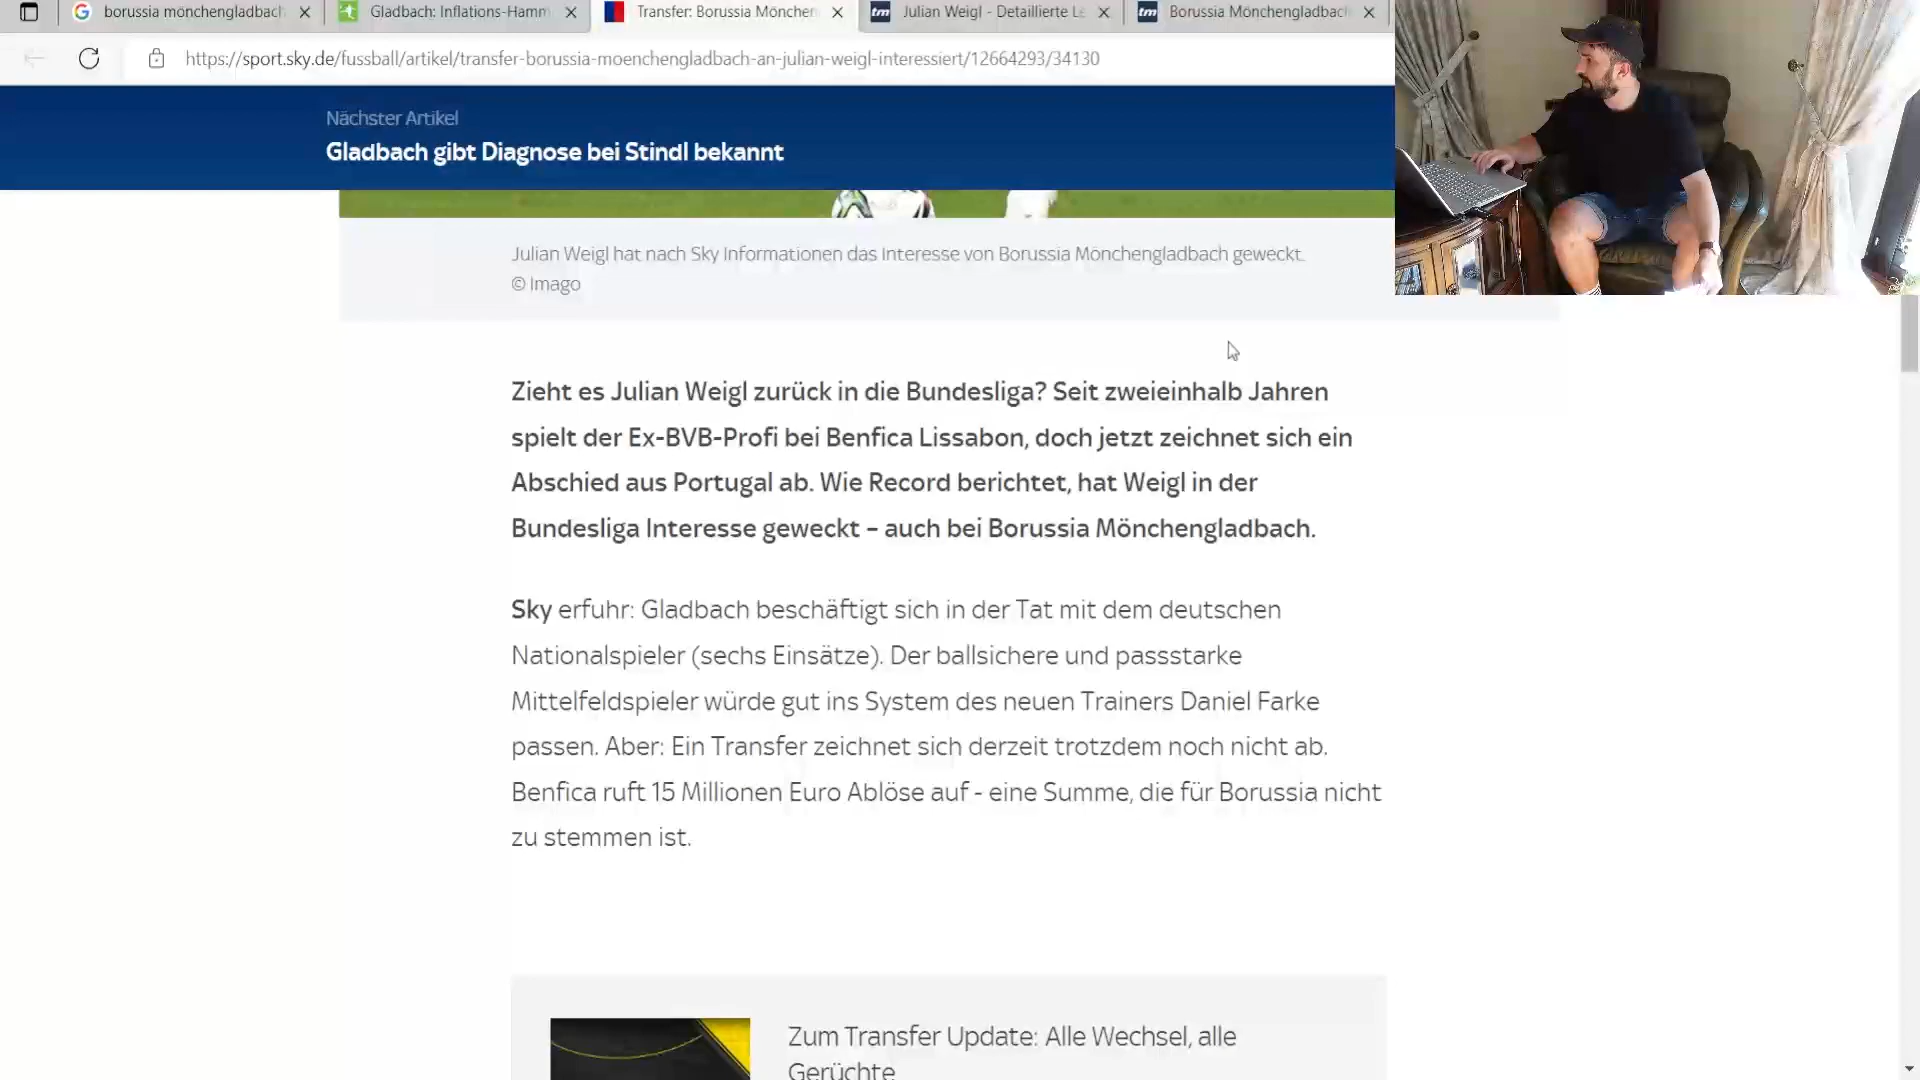 borussia mönchengladbach
Gladbach: Inflations-Hamm
Transfer: Borussia Mönchen
tm
Julian Weigl - Detaillierte Le
tm
Borussia Mönchengladbach
https://sport.sky.de/fussball/artikel/transfer-borussia-moenchengladbach-an-julian-weigl-interessiert/12664293/34130
Nächster Artikel
Gladbach gibt Diagnose bei Stindl bekannt
Julian Weigl hat nach Sky Informationen das Interesse von Borussia Mönchengladbach geweckt.
© Imago
Zieht es Julian Weigl zurück in die Bundesliga? Seit zweieinhalb Jahren
spielt der Ex-BVB-Profi bei Benfica Lissabon, doch jetzt zeichnet sich ein
Abschied aus Portugal ab. Wie Record berichtet, hat Weigl in der
Bundesliga Interesse geweckt – auch bei Borussia Mönchengladbach.
Sky erfuhr: Gladbach beschäftigt sich in der Tat mit dem deutschen
Nationalspieler (sechs Einsätze). Der ballsichere und passstarke
Mittelfeldspieler würde gut ins System des neuen Trainers Daniel Farke
passen. Aber: Ein Transfer zeichnet sich derzeit trotzdem noch nicht ab.
Benfica ruft 15 Millionen Euro Ablöse auf - eine Summe, die für Borussia nicht
zu stemmen ist.
Zum Transfer Update: Alle Wechsel, alle
Gerüchte